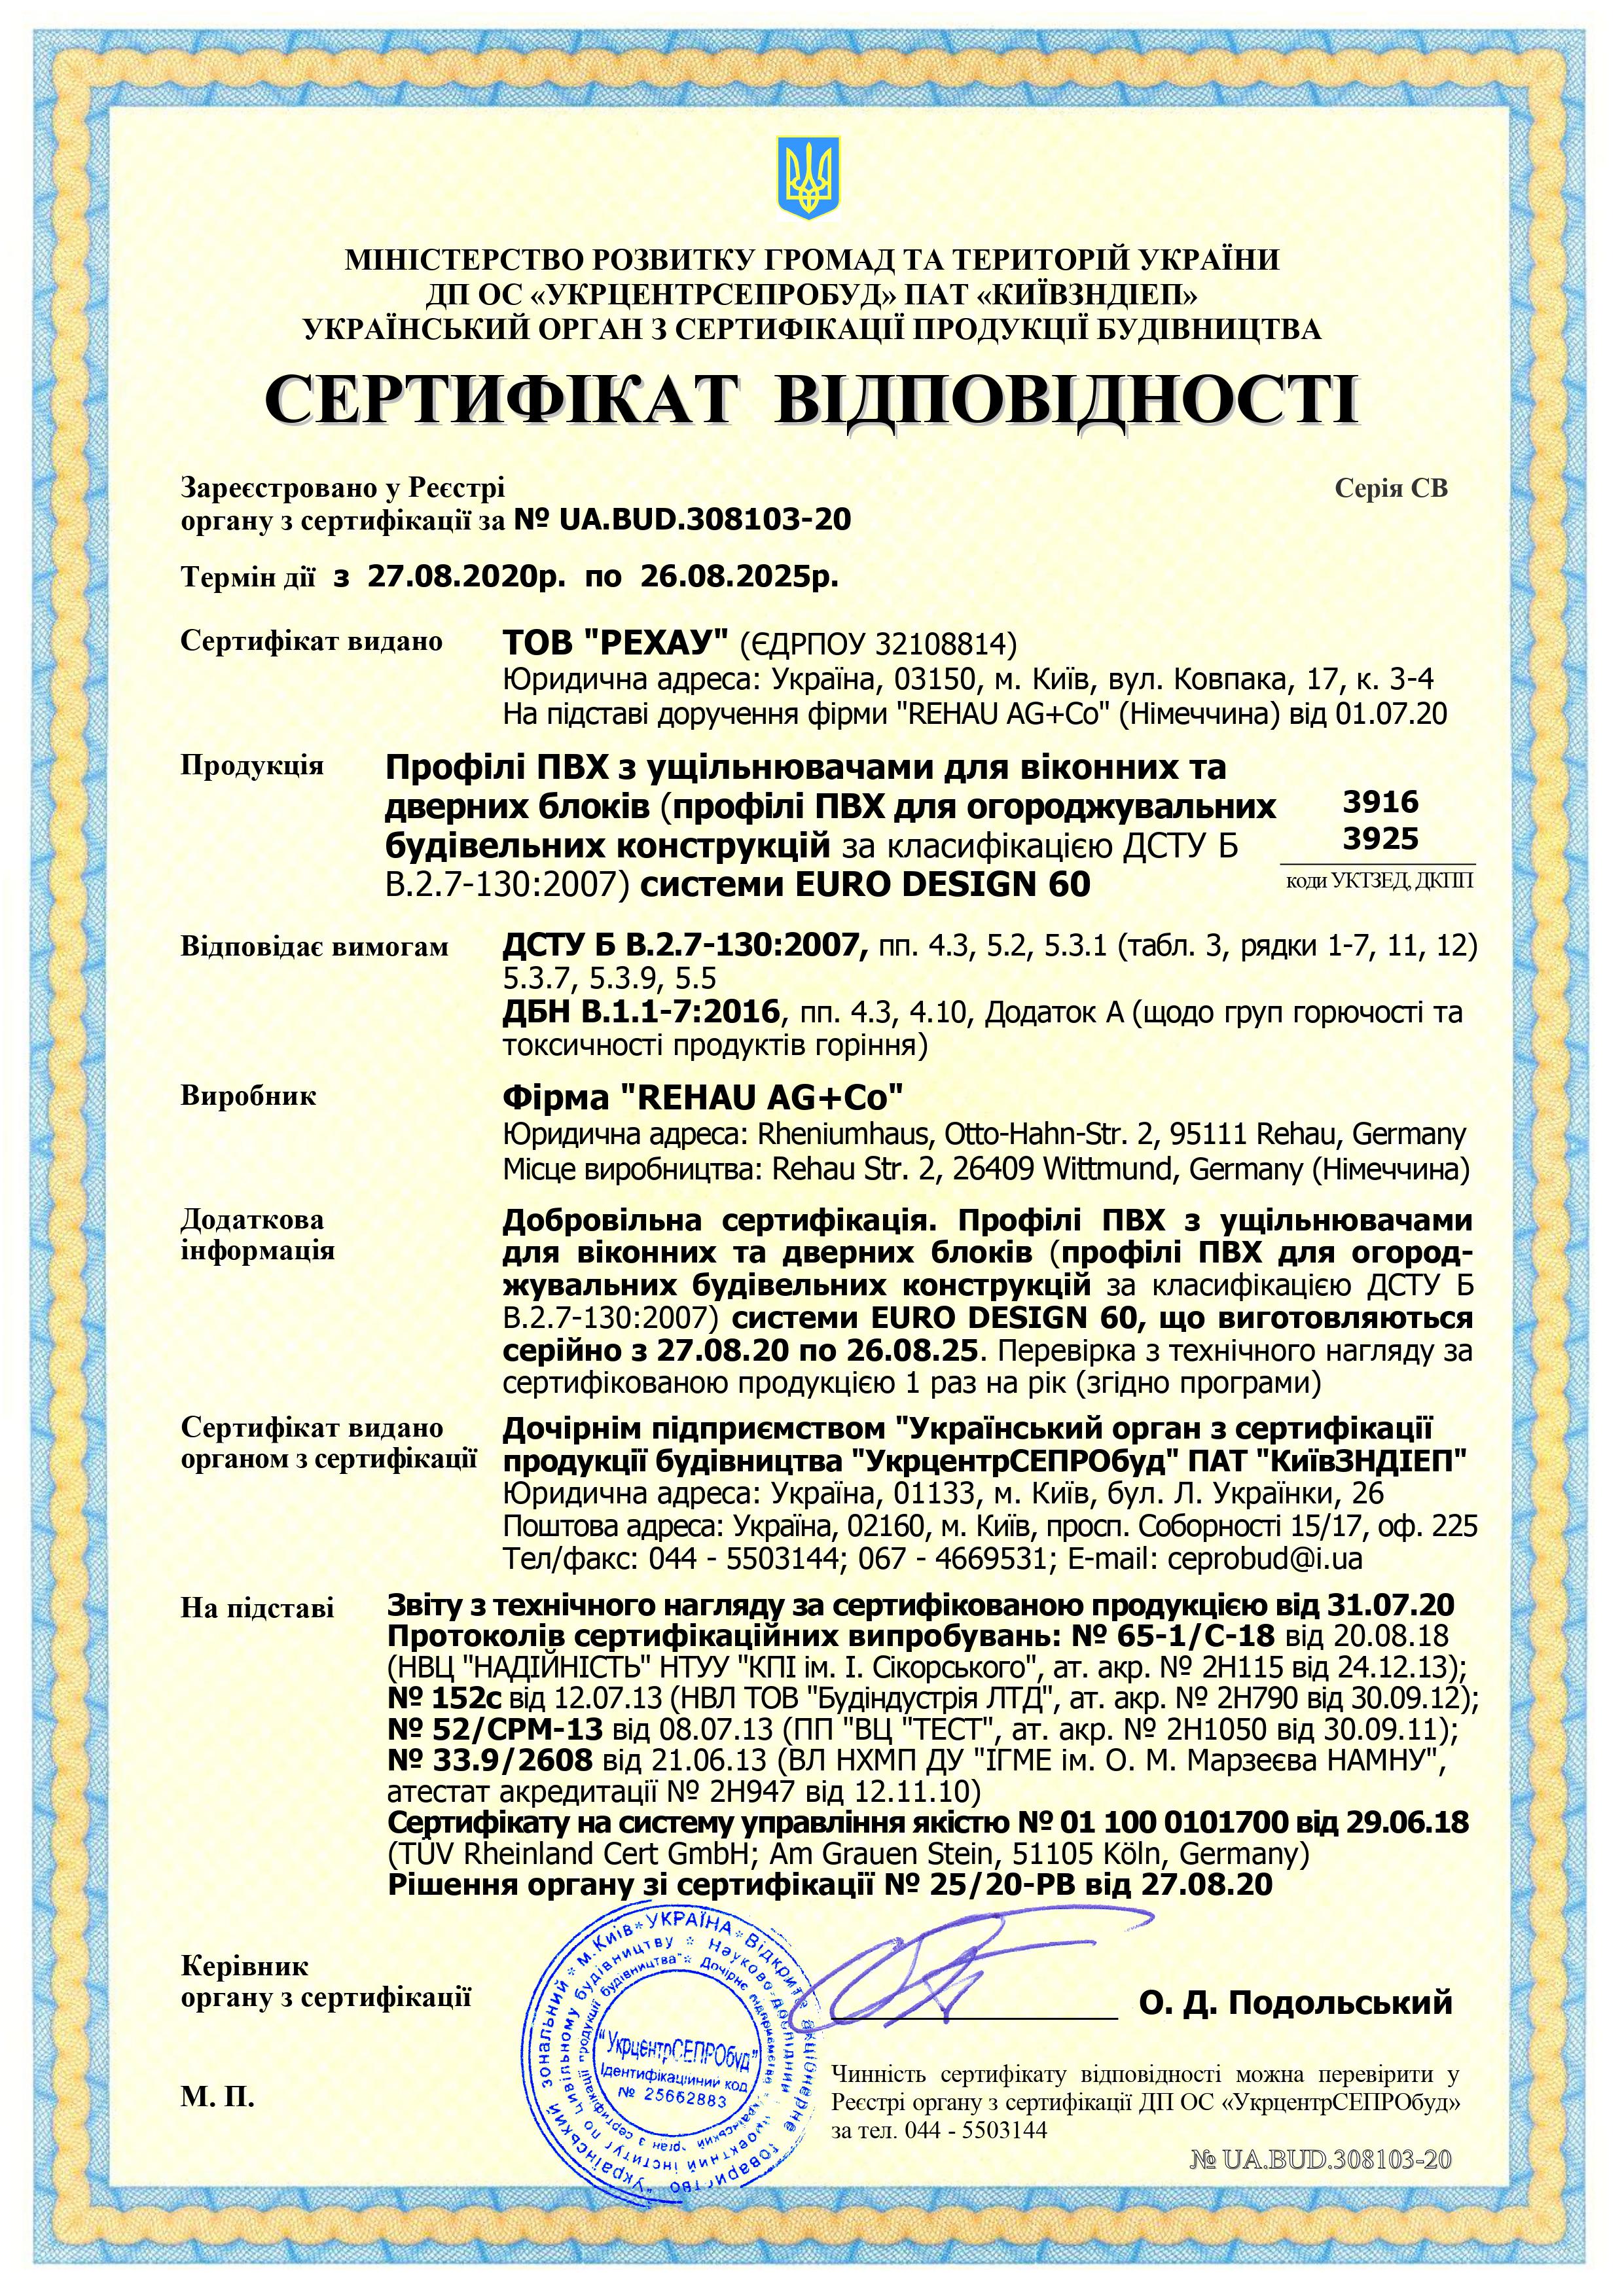 МІНІСТЕРСТВО РОЗВИТКУ ГРОМАД ТА ТЕРИТОРІЙ УКРАЇНИ
ДП ОС «УКРЦЕНТРСЕПРОБУД» ПАТ «КИЇВЗНДІЕП»
УКРАЇНСЬКИЙ ОРГАН З СЕРТИФІКАЦІЇ ПРОДУКЦІЇ БУДІВНИЦТВА
СЕРТИФІКАТ ВІДПОВІДНОСТІ
Зареєстровано у Реєстрі
Серія СВ
органу з сертифікації за № UA.BUD.308103-20
Термін дії з 27.08.2020р. по 26.08.2025р.
Сертифікат видано ТОВ "РЕХАУ" (ЄДРПОУ 32108814)
Юридична адреса: Україна, 03150, м. Київ, вул. Ковпака, 17, к. 3-4
На підставі доручення фірми "REHAU AG+Co" (Німеччина) від 01.07.20
Продукція Профілі ПВХ з ущільнювачами для віконних та
дверних блоків (профілі ПВХ для огороджувальних
будівельних конструкцій за класифікацією ДСТУ Б
В.2.7-130:2007) системи EURO DESIGN 60
3916
3925
коди УКТЗЕД, ДКПП
Відповідає вимогам ДСТУ Б В.2.7-130:2007, пп. 4.3, 5.2, 5.3.1 (табл. 3, рядки 1-7, 11, 12)
5.3.7, 5.3.9, 5.5
ДБН В.1.1-7:2016, пп. 4.3, 4.10, Додаток А (щодо груп горючості та
токсичності продуктів горіння)
Виробник Фірма "REHAU AG+Co"
Юридична адреса: Rheniumhaus, Otto-Hahn-Str. 2, 95111 Rehau, Germany
Місце виробництва: Rehau Str. 2, 26409 Wittmund, Germany (Німеччина)
Додаткова
інформація
Добровільна сертифікація. Профілі ПВХ з ущільнювачами
для віконних та дверних блоків (профілі ПВХ для огород-
жувальних будівельних конструкцій за класифікацією ДСТУ Б
В.2.7-130:2007) системи EURO DESIGN 60, що виготовляються
серійно з 27.08.20 по 26.08.25. Перевірка з технічного нагляду за
сертифікованою продукцією 1 раз на рік (згідно програми)
Сертифікат видано
органом з сертифікації
Дочірнім підприємством "Український орган з сертифікації
продукції будівництва "УкрцентрСЕПРОбуд" ПАТ "КиївЗНДІЕП"
Юридична адреса: Україна, 01133, м. Київ, бул. Л. Українки, 26
Поштова адреса: Україна, 02160, м. Київ, просп. Соборності 15/17, оф. 225
Тел/факс: 044 - 5503144; 067 - 4669531; E-mail: ceprobud@i.ua
На підставі Звіту з технічного нагляду за сертифікованою продукцією від 31.07.20
Протоколів сертифікаційних випробувань: № 65-1/С-18 від 20.08.18
(НВЦ "НАДІЙНІСТЬ" НТУУ "КПІ ім. І. Сікорського", ат. акр. № 2Н115 від 24.12.13);
№ 152с від 12.07.13 (НВЛ ТОВ "Будіндустрія ЛТД", ат. акр. № 2Н790 від 30.09.12);
№ 52/СРМ-13 від 08.07.13 (ПП "ВЦ "ТЕСТ", ат. акр. № 2Н1050 від 30.09.11);
№ 33.9/2608 від 21.06.13 (ВЛ НХМП ДУ "ІГМЕ ім. О. М. Марзеєва НАМНУ",
атестат акредитації № 2Н947 від 12.11.10)
Сертифікату на систему управління якістю № 01 100 0101700 від 29.06.18
(TÜV Rheinland Cert GmbH; Am Grauen Stein, 51105 Köln, Germany)
Рішення органу зі сертифікації № 25/20-РВ від 27.08.20
Керівник
органу з сертифікації
О. Д. Подольський
М. П.
м. Київ * УКРАЇНА * Відкрите акціонерне товариство "Український зональний
Науково-дослідний і проектний інститут по цивільному будівництву
Дочірнє підприємство "Український орган з сертифікації продукції будівництва"
"УкрцентрСЕПРОбуд"
Ідентифікаційний код
№ 25662883
Чинність сертифікату відповідності можна перевірити у
Реєстрі органу з сертифікації ДП ОС «УкрцентрСЕПРОбуд»
за тел. 044 - 5503144
№ UA.BUD.308103-20